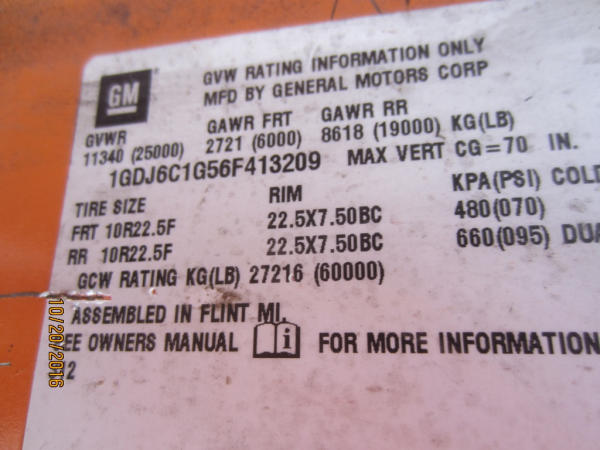 GM
GVW RATING INFORMATION ONLY
MFD BY GENERAL MOTORS CORP
GVWR GAWR FRT GAWR RR
11340 (25000) 2721 (6000) 8618 (19000) KG(LB)
1GDJ6C1G56F413209 MAX VERT CG=70 IN.
TIRE SIZE RIM KPA(PSI) COLD
FRT 10R22.5F 22.5X7.50BC 480(070)
RR 10R22.5F 22.5X7.50BC 660(095) DUA
GCW RATING KG(LB) 27216 (60000)
ASSEMBLED IN FLINT MI.
EE OWNERS MANUAL i FOR MORE INFORMATION
2
10/20/2016